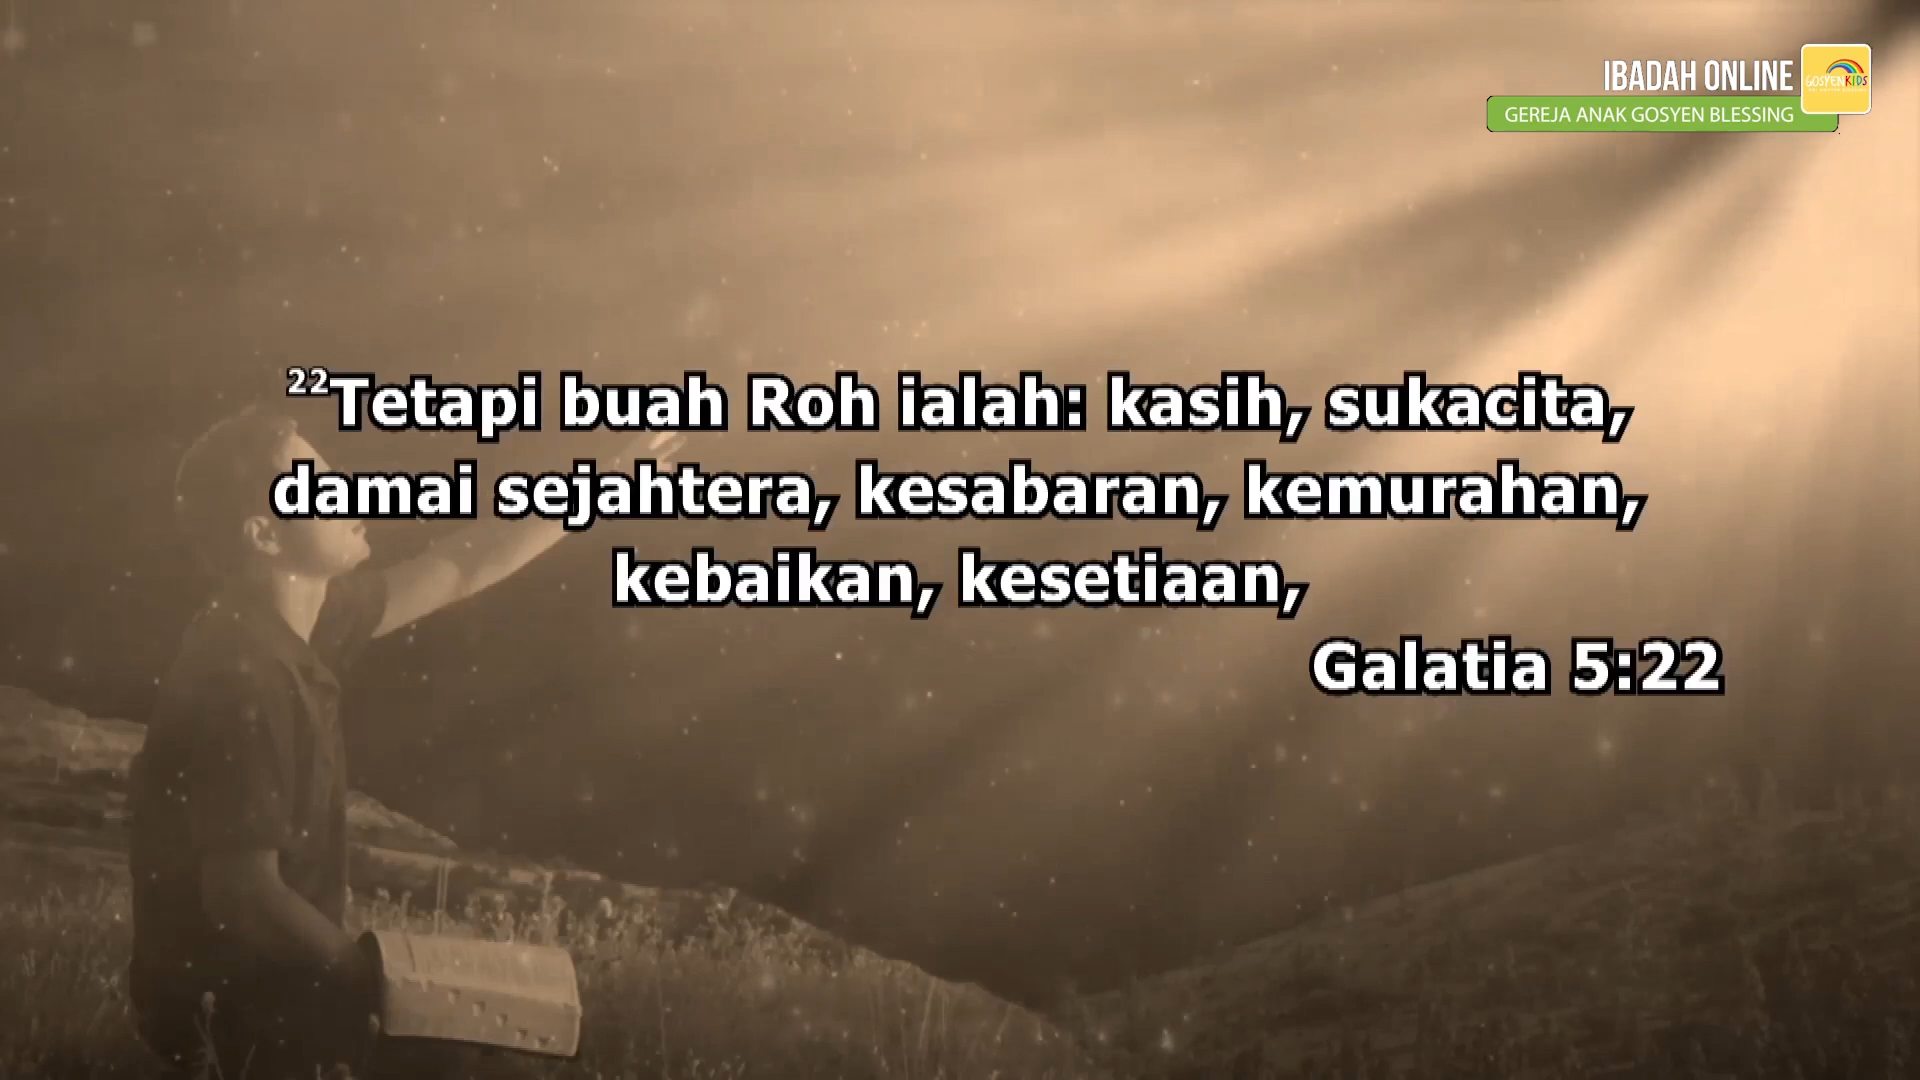 IBADAH ONLINE
GOSYENKIDS
GEREJA ANAK GOSYEN BLESSING
22Tetapi buah Roh ialah: kasih, sukacita,
damai sejahtera, kesabaran, kemurahan,
kebaikan, kesetiaan,
Galatia 5:22